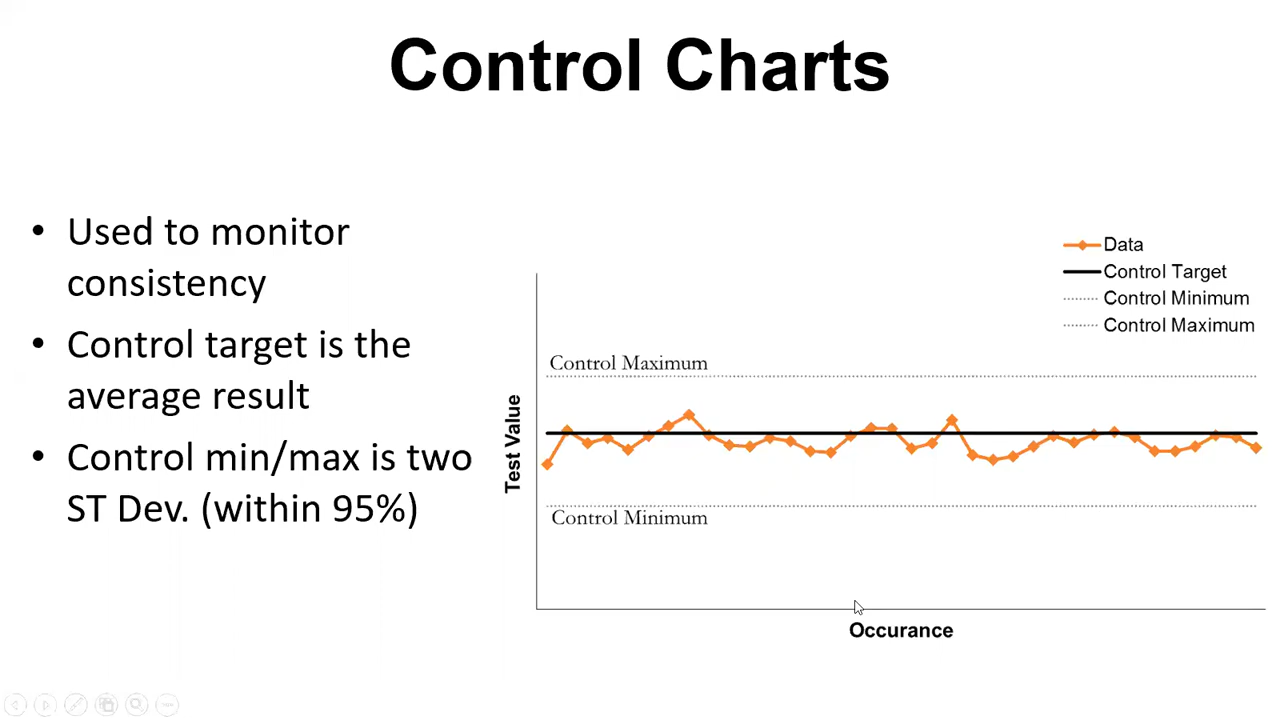 Control Charts
• Used to monitor
consistency
• Control target is the
average result
• Control min/max is two
ST Dev. (within 95%)
Data
Control Target
Control Minimum
Control Maximum
Control Maximum
Test Value
Control Minimum
Occurance